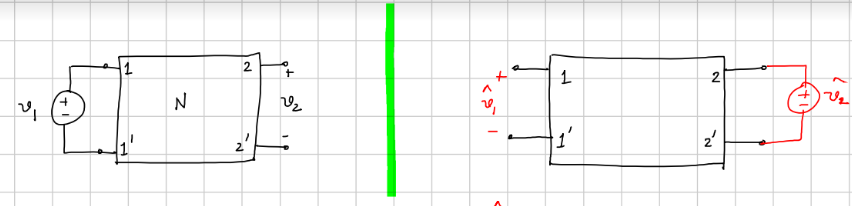 1 2 +
v1 + - N v2
1' 2' -
+ 1 2
v̂1 + - v̂2
- 1' 2'